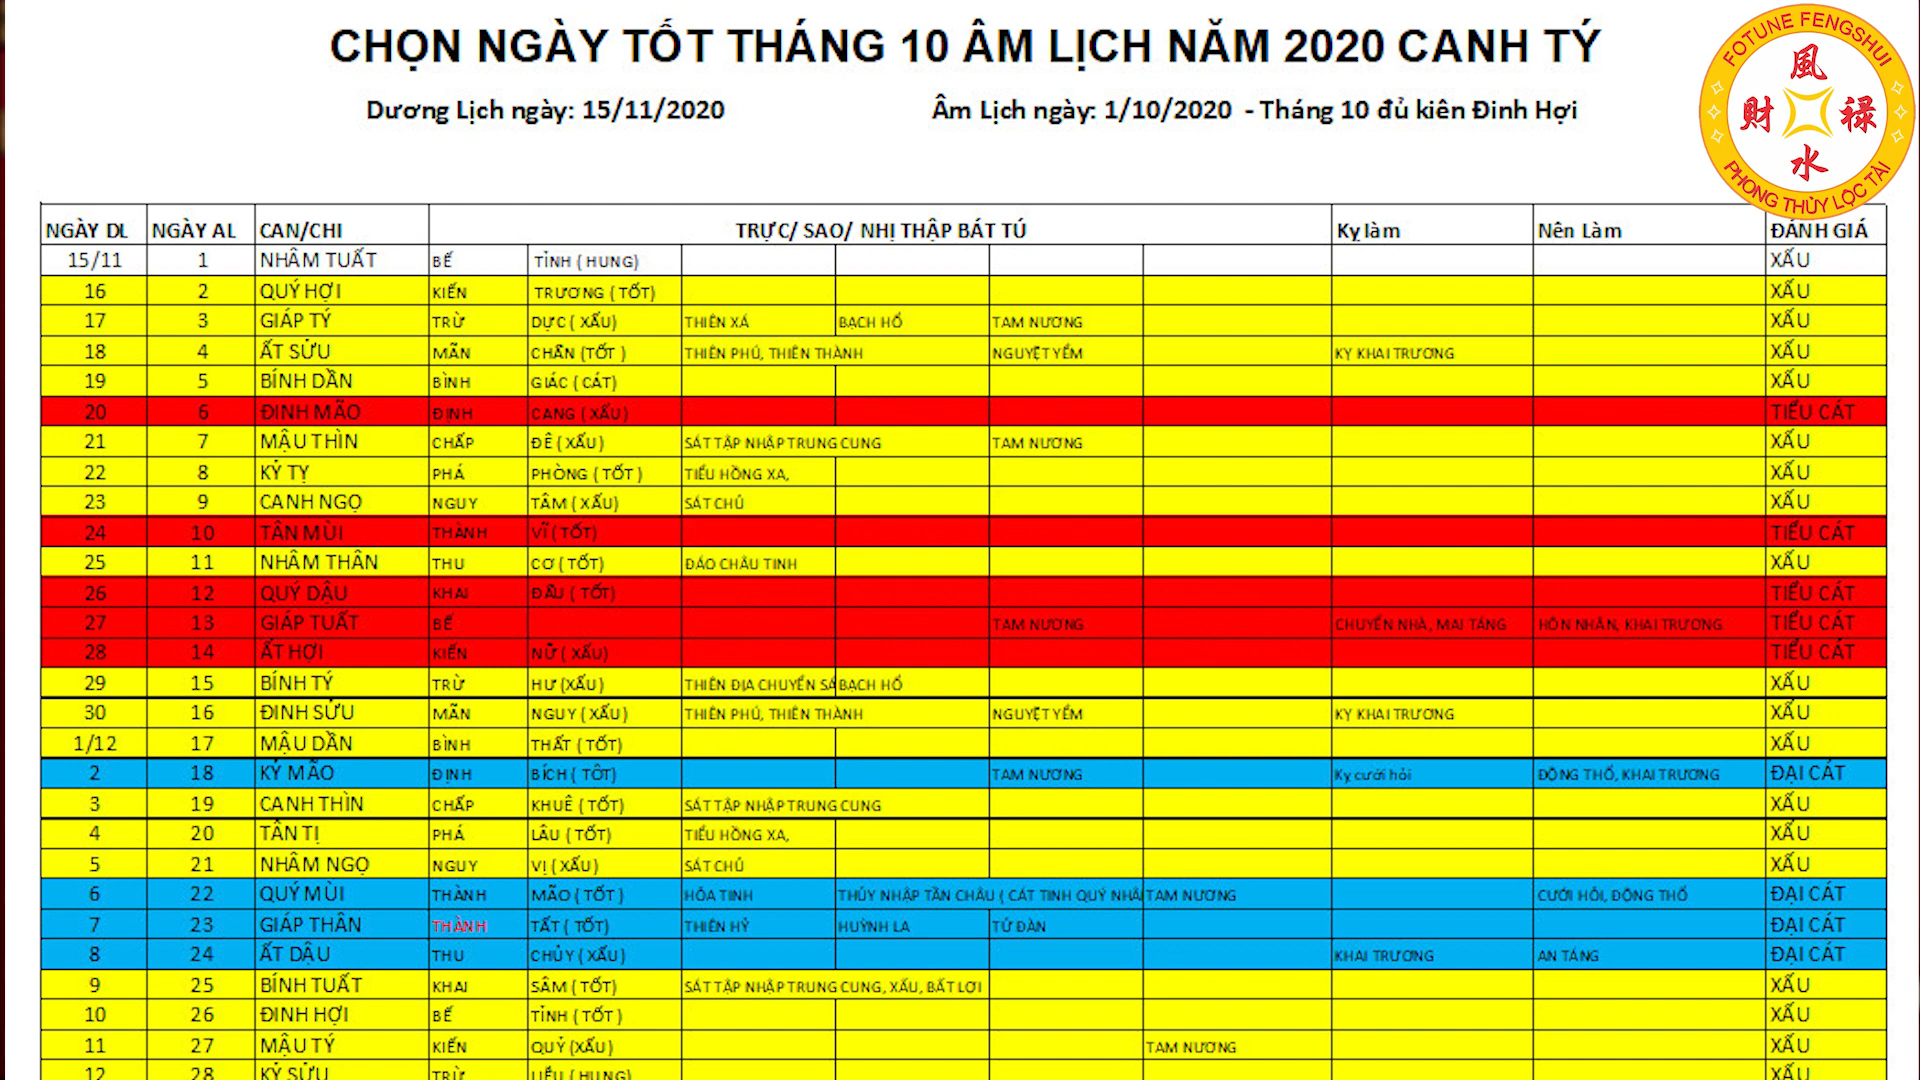 CHỌN NGÀY TỐT THÁNG 10 ÂM LỊCH NĂM 2020 CANH TÝ
Dương Lịch ngày: 15/11/2020 Âm Lịch ngày: 1/10/2020 - Tháng 10 đủ kiên Đinh Hợi
FOTUNE FENGSHUI
風
財 祿
水
PHONG THỦY LỘC TÀI
NGÀY DL NGÀY AL CAN/CHI TRỰC/ SAO/ NHỊ THẬP BÁT TÚ Kỵ làm Nên Làm ĐÁNH GIÁ
15/11 1 NHÂM TUẤT BẾ TỈNH ( HUNG) XẤU
16 2 QUÝ HỢI KIẾN TRƯƠNG ( TỐT) XẤU
17 3 GIÁP TÝ TRỪ DỰC ( XẤU) THIÊN XÁ BẠCH HỔ TAM NƯƠNG XẤU
18 4 ẤT SỬU MÃN CHẨN (TỐT ) THIÊN PHÚ, THIÊN THÀNH NGUYỆT YỂM KỴ KHAI TRƯƠNG XẤU
19 5 BÍNH DẦN BÌNH GIÁC ( CÁT) XẤU
20 6 ĐINH MÃO ĐỊNH CANG ( XẤU) TIỂU CÁT
21 7 MẬU THÌN CHẤP ĐÊ ( XẤU) SÁT TẬP NHẬP TRUNG CUNG TAM NƯƠNG XẤU
22 8 KỶ TỴ PHÁ PHÒNG ( TỐT ) TIỂU HỒNG XA, XẤU
23 9 CANH NGỌ NGUY TÂM ( XẤU) SÁT CHỦ XẤU
24 10 TÂN MÙI THÀNH VĨ ( TỐT) TIỂU CÁT
25 11 NHÂM THÂN THU CƠ ( TỐT) ĐÁO CHÂU TINH XẤU
26 12 QUÝ DẬU KHAI ĐẨU ( TỐT) TIỂU CÁT
27 13 GIÁP TUẤT BẾ TAM NƯƠNG CHUYỂN NHÀ, MAI TÁNG HÔN NHÂN, KHAI TRƯƠNG TIỂU CÁT
28 14 ẤT HỢI KIẾN NỮ ( XẤU) TIỂU CÁT
29 15 BÍNH TÝ TRỪ HƯ (XẤU) THIÊN ĐỊA CHUYỂN SÁ BẠCH HỔ XẤU
30 16 ĐINH SỬU MÃN NGUY ( XẤU) THIÊN PHÚ, THIÊN THÀNH NGUYỆT YỂM KỴ KHAI TRƯƠNG XẤU
1/12 17 MẬU DẦN BÌNH THẤT ( TỐT) XẤU
2 18 KỶ MÃO ĐỊNH BÍCH ( TỐT) TAM NƯƠNG Kỵ cưới hỏi ĐỘNG THỔ, KHAI TRƯƠNG ĐẠI CÁT
3 19 CANH THÌN CHẤP KHUÊ ( TỐT) SÁT TẬP NHẬP TRUNG CUNG XẤU
4 20 TÂN TỊ PHÁ LÂU ( TỐT) TIỂU HỒNG XA, XẤU
5 21 NHÂM NGỌ NGUY VỊ ( XẤU) SÁT CHỦ XẤU
6 22 QUÝ MÙI THÀNH MÃO ( TỐT ) HỎA TINH THỦY NHẬP TẦN CHÂU ( CÁT TINH QUÝ NHÂ TAM NƯƠNG CƯỚI HỎI, ĐỘNG THỔ ĐẠI CÁT
7 23 GIÁP THÂN THÀNH TẤT ( TỐT) THIÊN HỶ HUỲNH LA TỬ ĐÀN ĐẠI CÁT
8 24 ẤT DẬU THU CHỦY ( XẤU) KHAI TRƯƠNG AN TÁNG ĐẠI CÁT
9 25 BÍNH TUẤT KHAI SÂM ( TỐT) SÁT TẬP NHẬP TRUNG CUNG, XẤU, BẤT LỢI XẤU
10 26 ĐINH HỢI BẾ TỈNH ( TỐT ) XẤU
11 27 MẬU TÝ KIẾN QUỶ (XẤU) TAM NƯƠNG XẤU
12 28 KỶ SỬU TRỪ LIỄU ( HUNG) XẤU